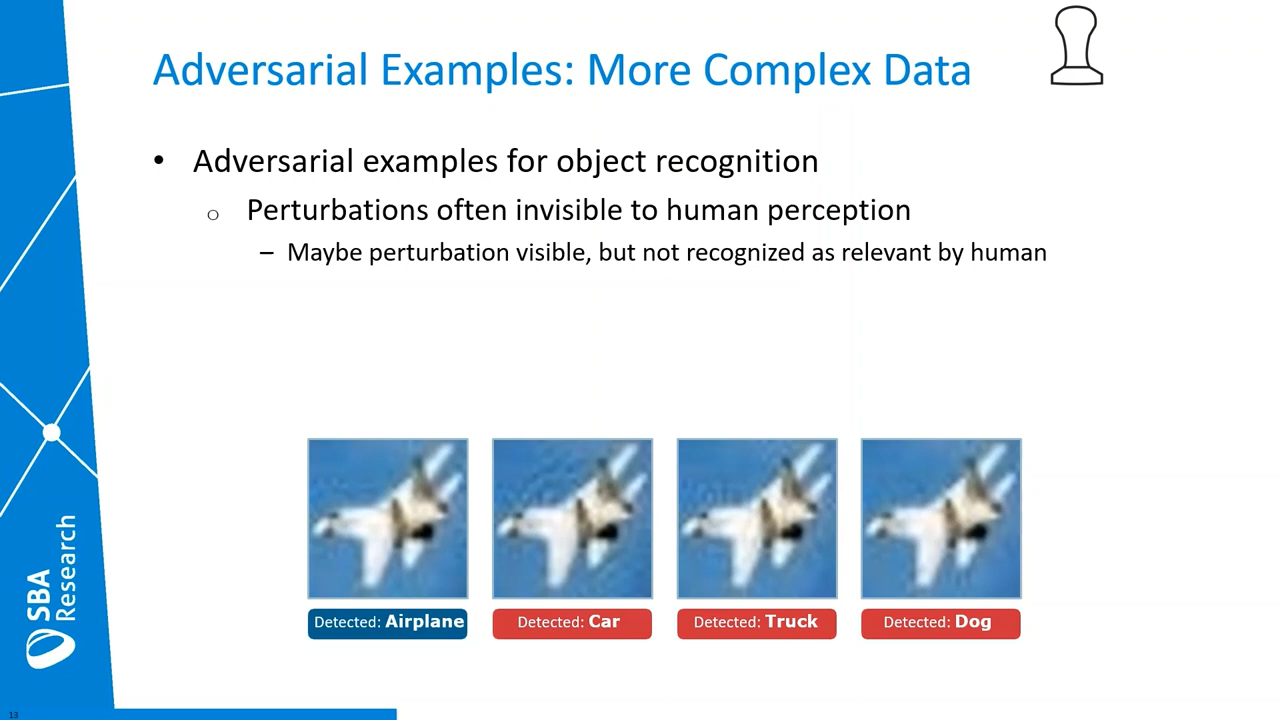 Adversarial Examples: More Complex Data
• Adversarial examples for object recognition
○ Perturbations often invisible to human perception
– Maybe perturbation visible, but not recognized as relevant by human
Detected: Airplane
Detected: Car
Detected: Truck
Detected: Dog
SBA
Research
13